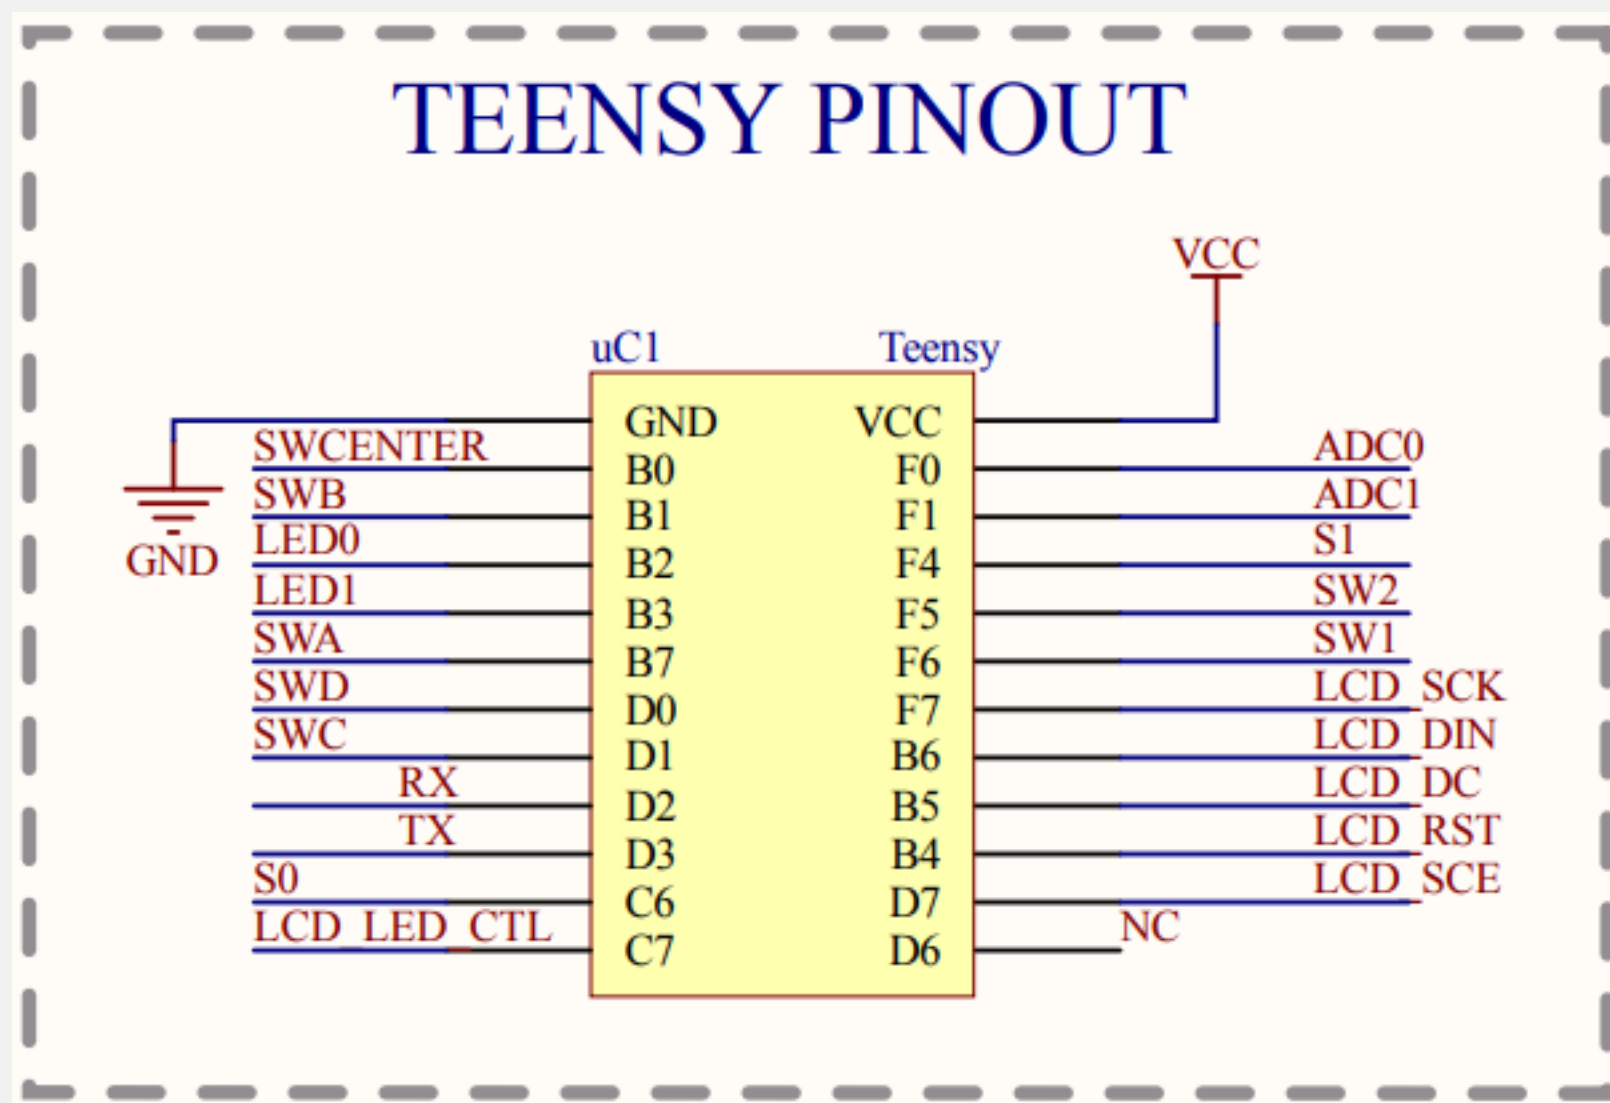 TEENSY PINOUT
VCC
uC1 Teensy
GND VCC
SWCENTER B0 F0 ADC0
SWB B1 F1 ADC1
GND
LED0 B2 F4 S1
LED1 B3 F5 SW2
SWA B7 F6 SW1
SWD D0 F7 LCD_SCK
SWC D1 B6 LCD_DIN
RX D2 B5 LCD_DC
TX D3 B4 LCD_RST
S0 C6 D7 LCD_SCE
LCD_LED_CTL C7 D6 NC